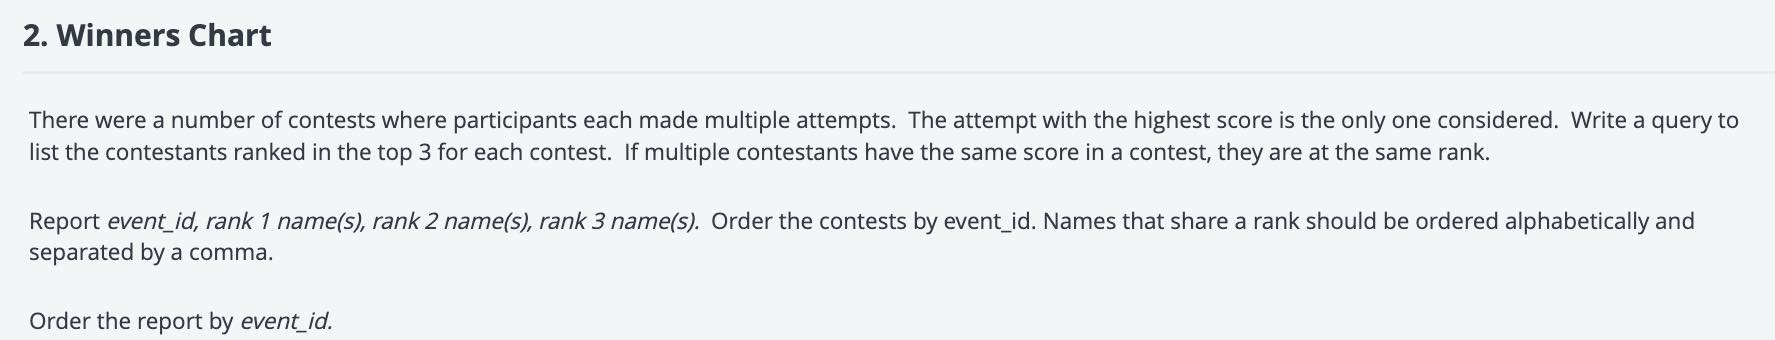 2. Winners Chart
There were a number of contests where participants each made multiple attempts.  The attempt with the highest score is the only one considered.  Write a query to
list the contestants ranked in the top 3 for each contest.  If multiple contestants have the same score in a contest, they are at the same rank.
Report event_id, rank 1 name(s), rank 2 name(s), rank 3 name(s).  Order the contests by event_id. Names that share a rank should be ordered alphabetically and
separated by a comma.
Order the report by event_id.